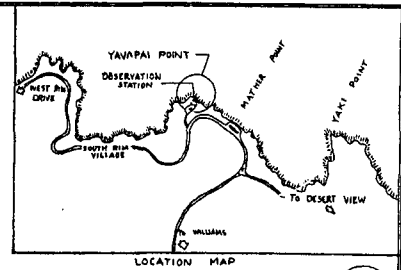 YAVAPAI POINT
OBSERVATION
STATION
MATHER POINT
YAKI POINT
WEST RIM
DRIVE
SOUTH RIM
VILLAGE
TO DESERT VIEW
TO WILLIAMS
LOCATION MAP